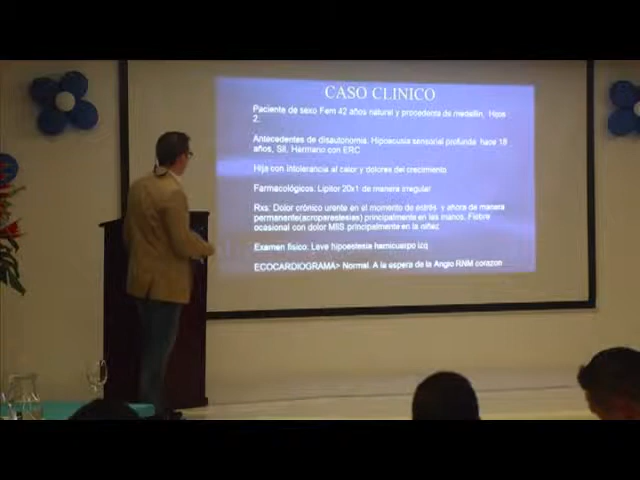 CASO CLINICO
Paciente de sexo Fem 42 años natural y procedente de medellin, Hijos
2.
Antecedentes de disautonomia. Hipoacusia sensorial profunda hace 18
años, SII, Hermano con ERC
Hija con Intolerancia al calor y dolores del crecimiento
Farmacológicos: Lipitor 20x1 de manera irregular
Rxs: Dolor crónico urente en el momento de estrés y ahora de manera
permanente(acroparestesias) principalmente en las manos. Fiebre
ocasional con dolor MIIS principalmente en la niñez
Examen fisico: Leve hipoestesia hemicuerpo izq
ECOCARDIOGRAMA> Normal. A la espera de la Angio RNM corazon